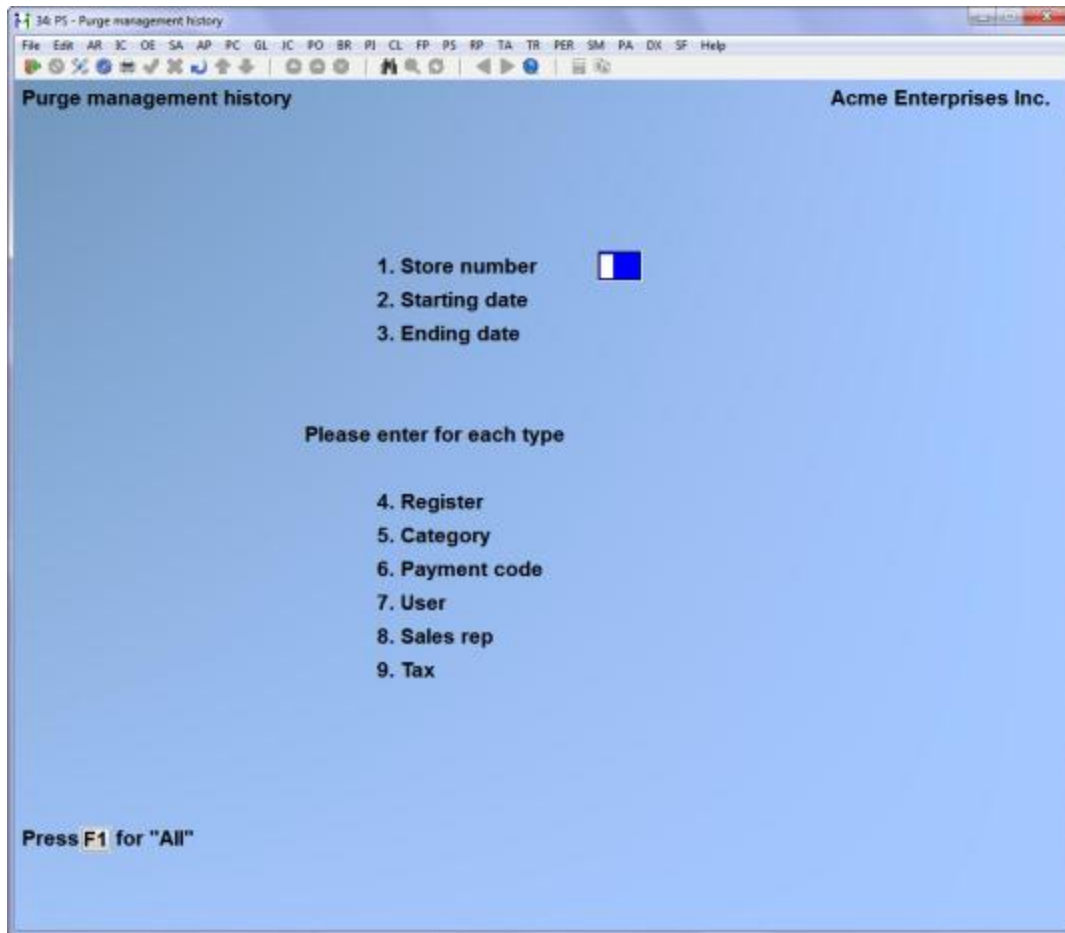 34: PS - Purge management history
File Edit AR IC OE SA AP PC GL JC PO BR PJ CL FP PS RP TA TR PER SM PA DX SF Help
Purge management history
Acme Enterprises Inc.
1. Store number
2. Starting date
3. Ending date
Please enter for each type
4. Register
5. Category
6. Payment code
7. User
8. Sales rep
9. Tax
Press F1 for "All"